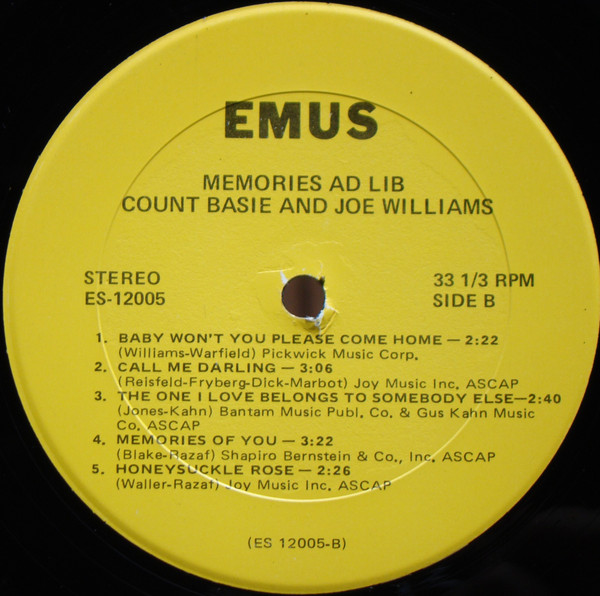 EMUS
MEMORIES AD LIB
COUNT BASIE AND JOE WILLIAMS
STEREO
ES-12005
33 1/3 RPM
SIDE B
1. BABY WON'T YOU PLEASE COME HOME — 2:22
(Williams-Warfield) Pickwick Music Corp.
2. CALL ME DARLING — 3:06
(Reisfeld-Fryberg-Dick-Marbot) Joy Music Inc. ASCAP
3. THE ONE I LOVE BELONGS TO SOMEBODY ELSE—2:40
(Jones-Kahn) Bantam Music Publ. Co. & Gus Kahn Music
Co. ASCAP
4. MEMORIES OF YOU — 3:22
(Blake-Razaf) Shapiro Bernstein & Co., Inc. ASCAP
5. HONEYSUCKLE ROSE — 2:26
(Waller-Razaf) Joy Music Inc. ASCAP
(ES 12005-B)